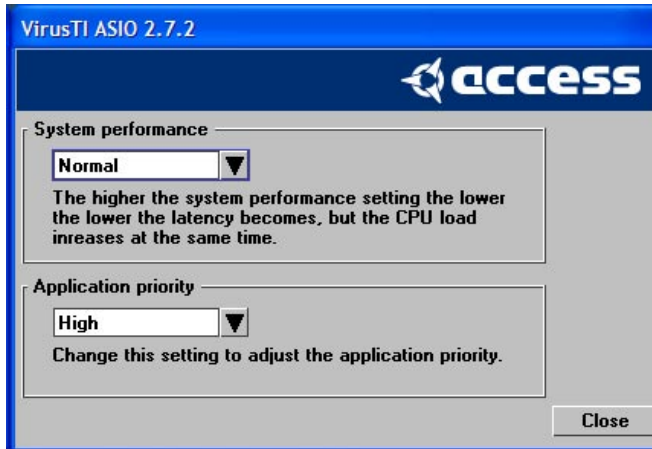 VirusTI ASIO 2.7.2
access
System performance
Normal
The higher the system performance setting the lower
the lower the latency becomes, but the CPU load
inreases at the same time.
Application priority
High
Change this setting to adjust the application priority.
Close